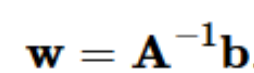 𝐰 = 𝐀⁻¹𝐛.